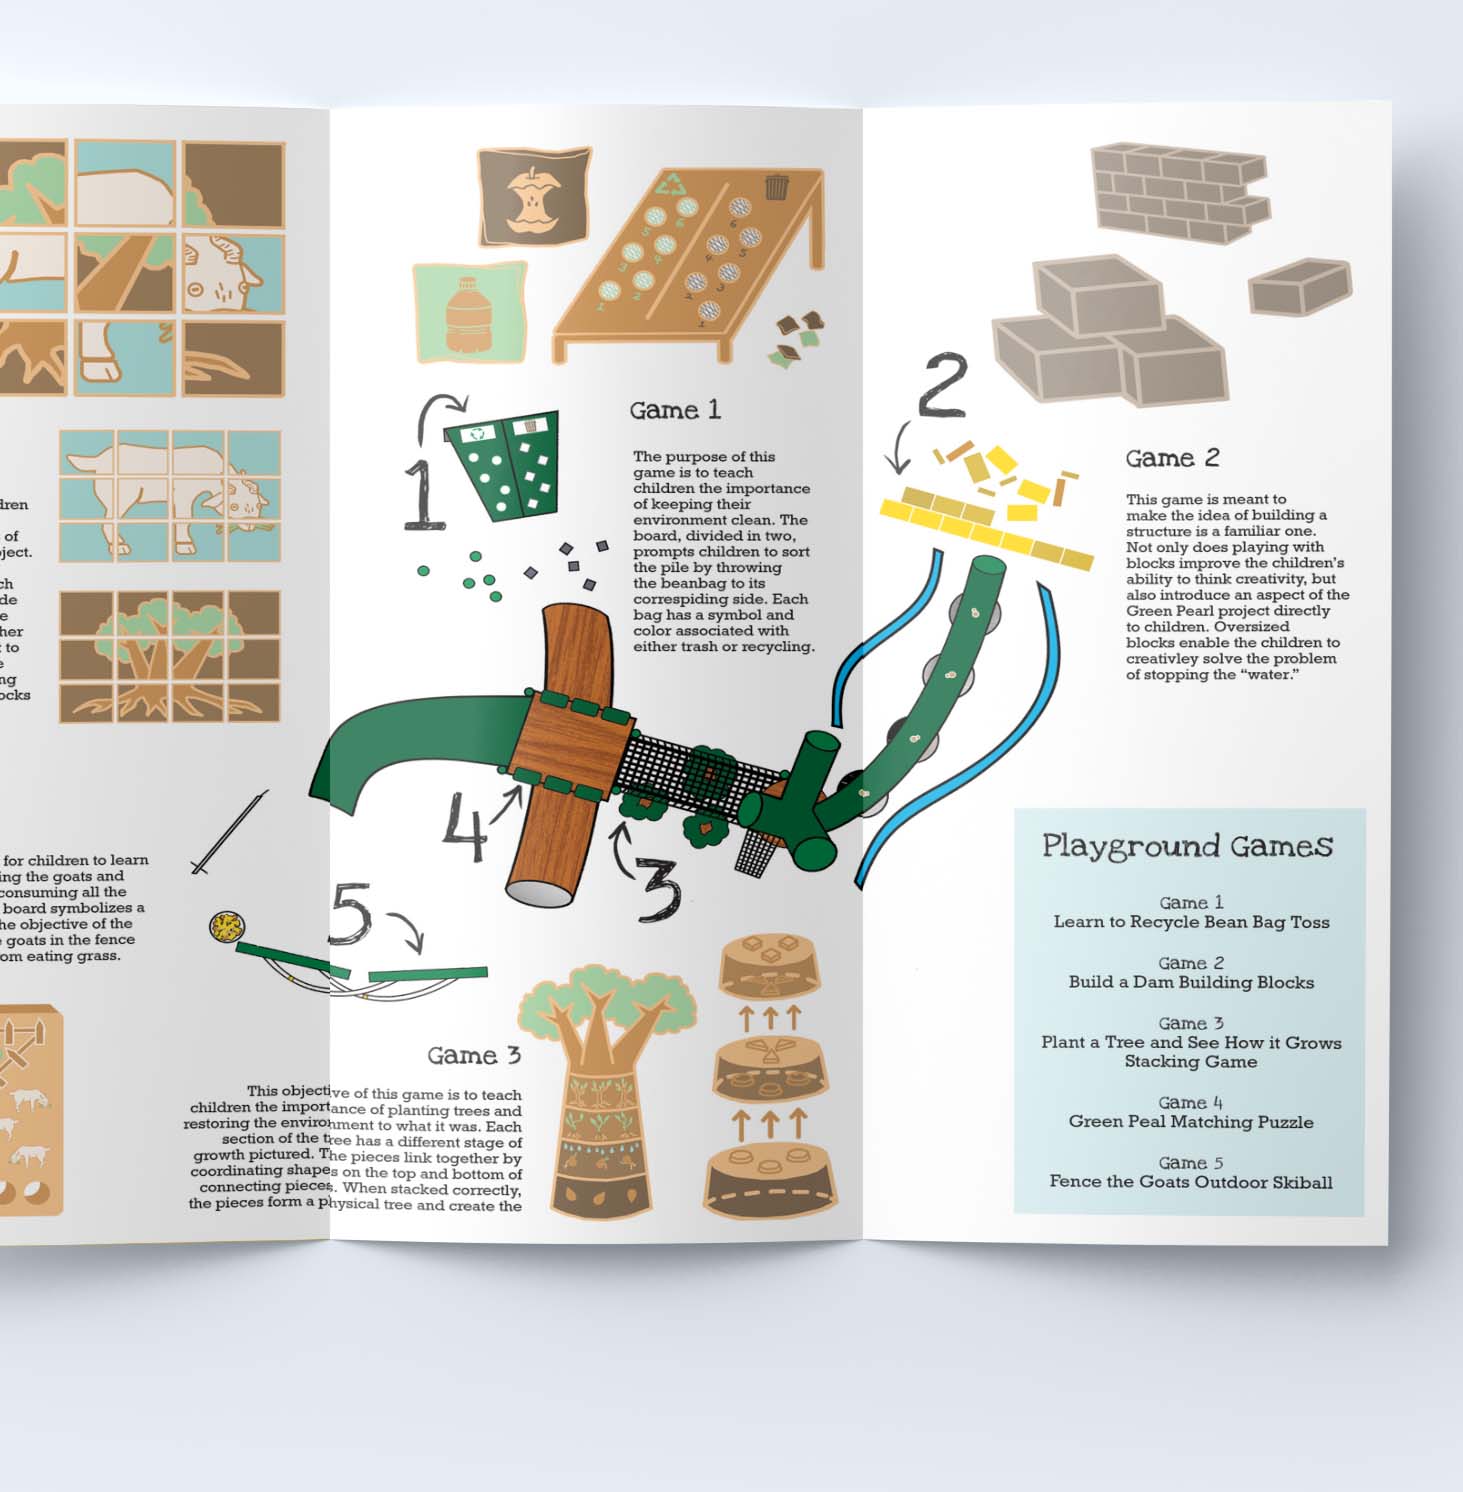 dren
of
ject.
ch
de
e
her
to
e
ng
ocks
for children to learn
ing the goats and
consuming all the
board symbolizes a
he objective of the
goats in the fence
om eating grass.
1
Game 1
The purpose of this
game is to teach
children the importance
of keeping their
environment clean. The
board, divided in two,
prompts children to sort
the pile by throwing
the beanbag to its
correspiding side. Each
bag has a symbol and
color associated with
either trash or recycling.
2
Game 2
This game is meant to
make the idea of building a
structure is a familiar one.
Not only does playing with
blocks improve the children's
ability to think creativity, but
also introduce an aspect of the
Green Pearl project directly
to children. Oversized
blocks enable the children to
creativley solve the problem
of stopping the “water.”
4
3
5
Game 3
This objective of this game is to teach
children the importance of planting trees and
restoring the environment to what it was. Each
section of the tree has a different stage of
growth pictured. The pieces link together by
coordinating shapes on the top and bottom of
connecting pieces. When stacked correctly,
the pieces form a physical tree and create the
Playground Games
Game 1
Learn to Recycle Bean Bag Toss
Game 2
Build a Dam Building Blocks
Game 3
Plant a Tree and See How it Grows
Stacking Game
Game 4
Green Peal Matching Puzzle
Game 5
Fence the Goats Outdoor Skiball